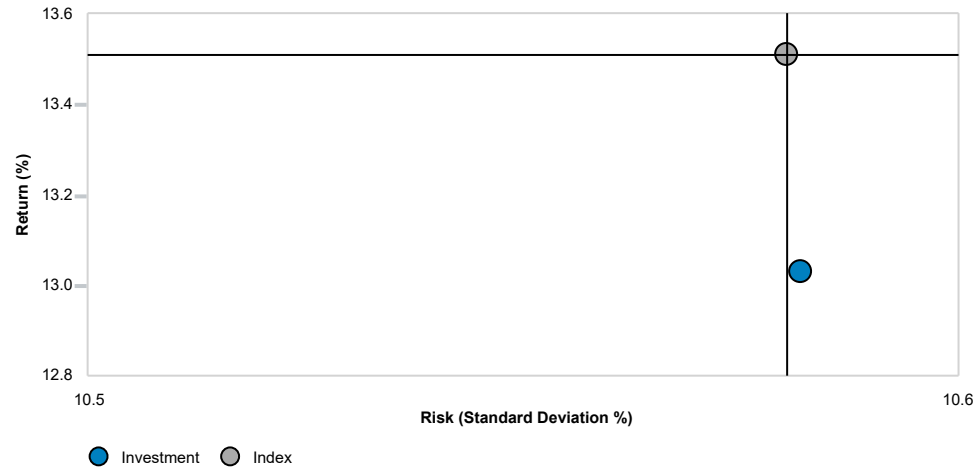 13.6
13.4
13.2
13.0
12.8
Return (%)
10.5
10.6
Risk (Standard Deviation %)
Investment
Index